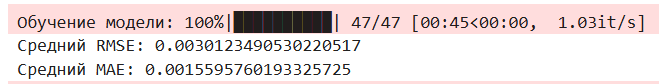 Обучение модели: 100%|██████████| 47/47 [00:45<00:00,  1.03it/s]
Средний RMSE: 0.0030123490530220517
Средний MAE: 0.0015595760193325725